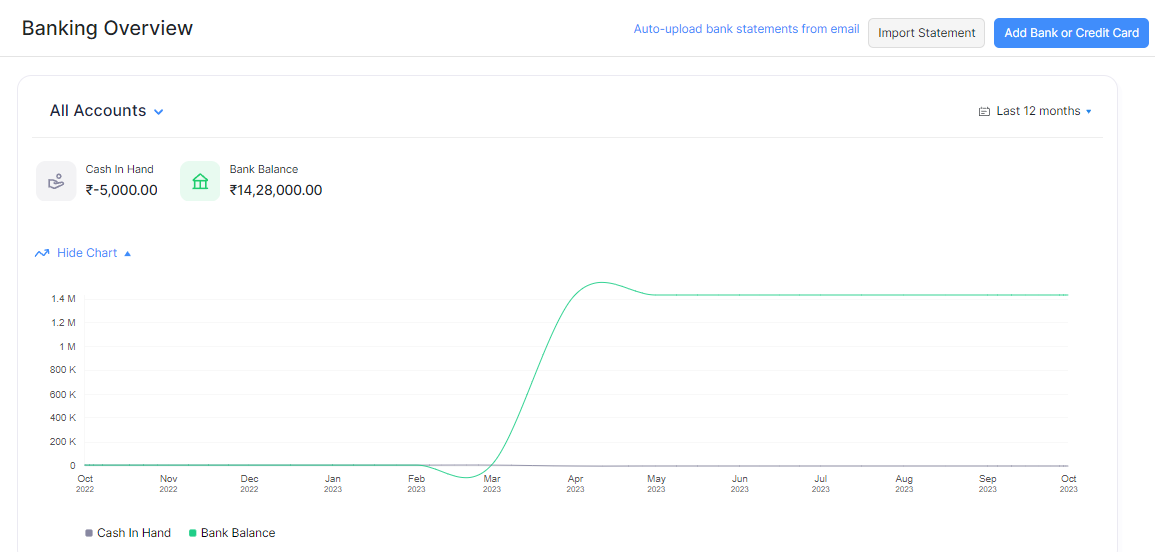 Banking Overview
Auto-upload bank statements from email
Import Statement
Add Bank or Credit Card
All Accounts
Last 12 months
Cash In Hand
₹-5,000.00
Bank Balance
₹14,28,000.00
Hide Chart
1.4 M
1.2 M
1 M
800 K
600 K
400 K
200 K
0
Oct Nov Dec Jan Feb Mar Apr May Jun Jul Aug Sep Oct
2022 2022 2022 2023 2023 2023 2023 2023 2023 2023 2023 2023 2023
Cash In Hand Bank Balance